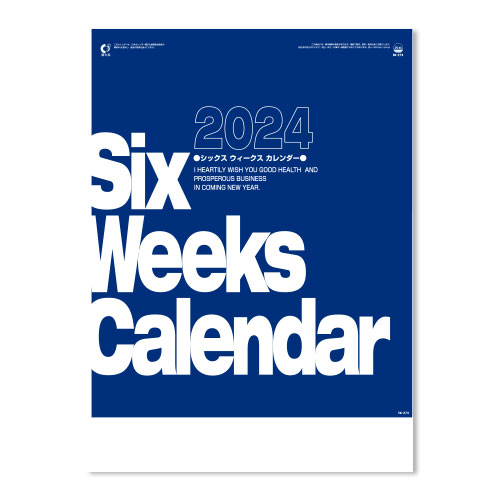 2024
●シックス ウィークス カレンダー●
I HEARTILY WISH YOU GOOD HEALTH AND
PROSPEROUS BUSINESS
IN COMING NEW YEAR.
Six
Weeks
Calendar